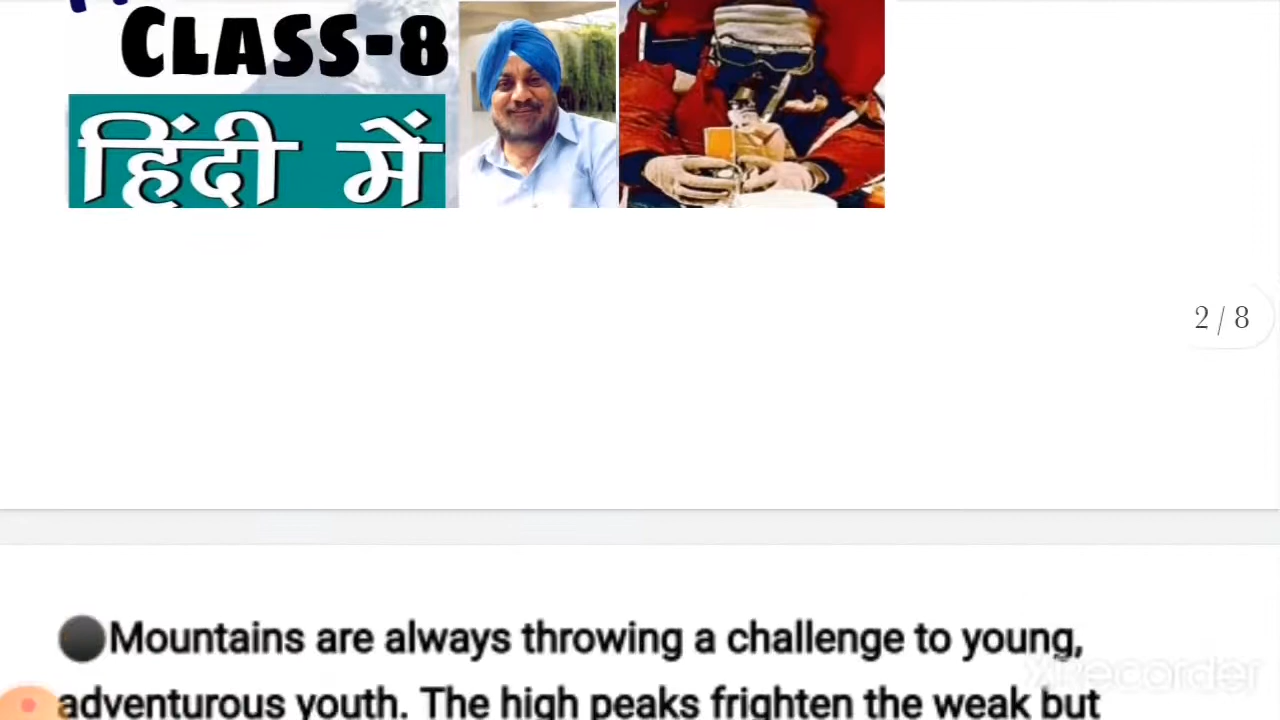 CLASS-8
हिंदी में
2 / 8
Mountains are always throwing a challenge to young,
adventurous youth. The high peaks frighten the weak but
XRecorder